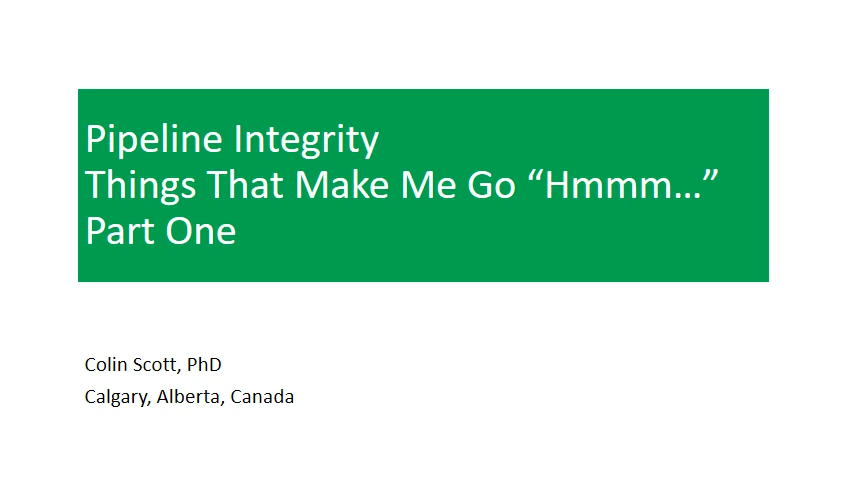 Pipeline Integrity
Things That Make Me Go “Hmmm…”
Part One
Colin Scott, PhD
Calgary, Alberta, Canada